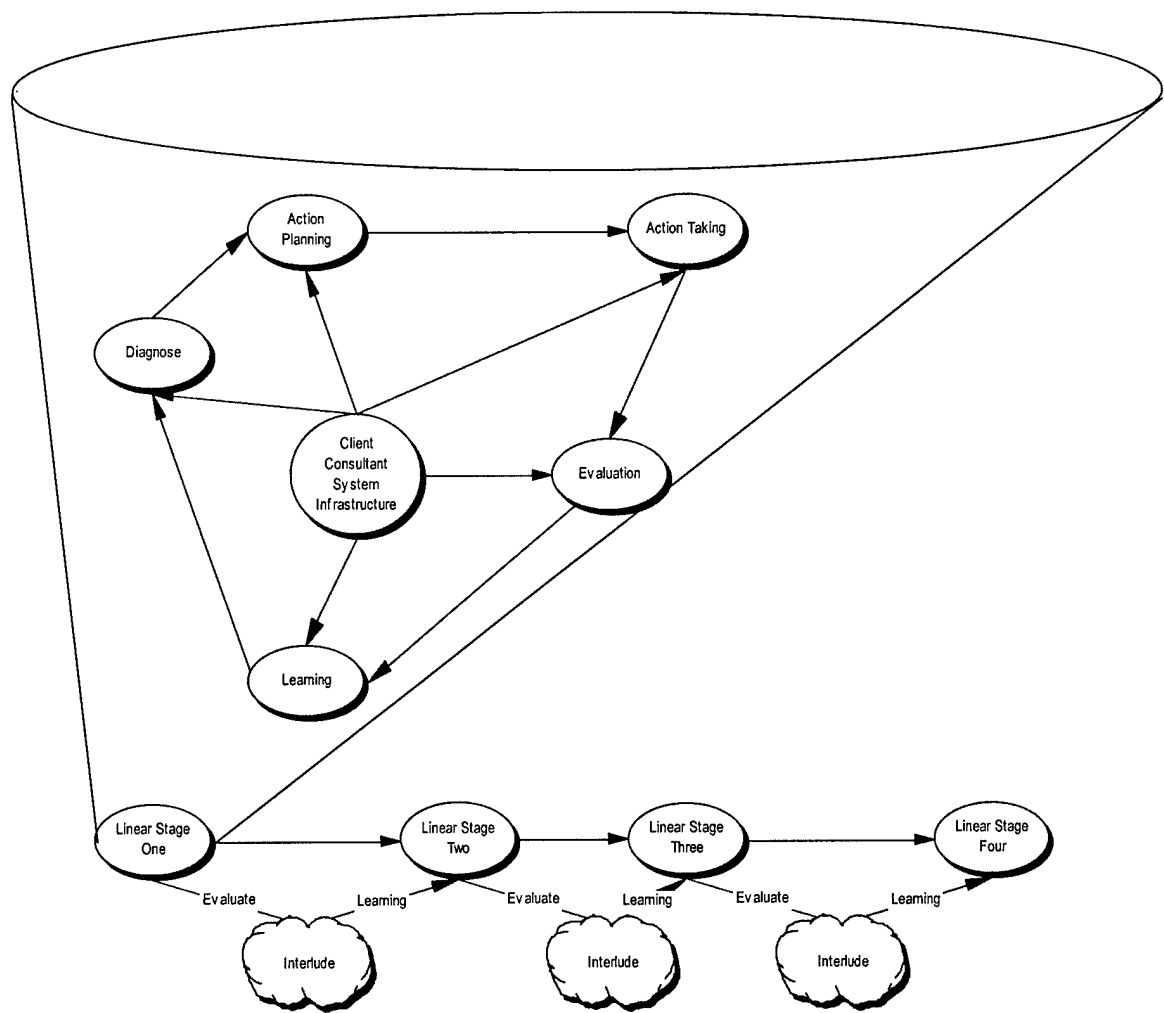 Action
Planning
Action Taking
Diagnose
Client
Consultant
System
Infrastructure
Evaluation
Learning
Linear Stage
One
Linear Stage
Two
Linear Stage
Three
Linear Stage
Four
Evaluate
Learning
Evaluate
Learning
Evaluate
Learning
Interlude
Interlude
Interlude